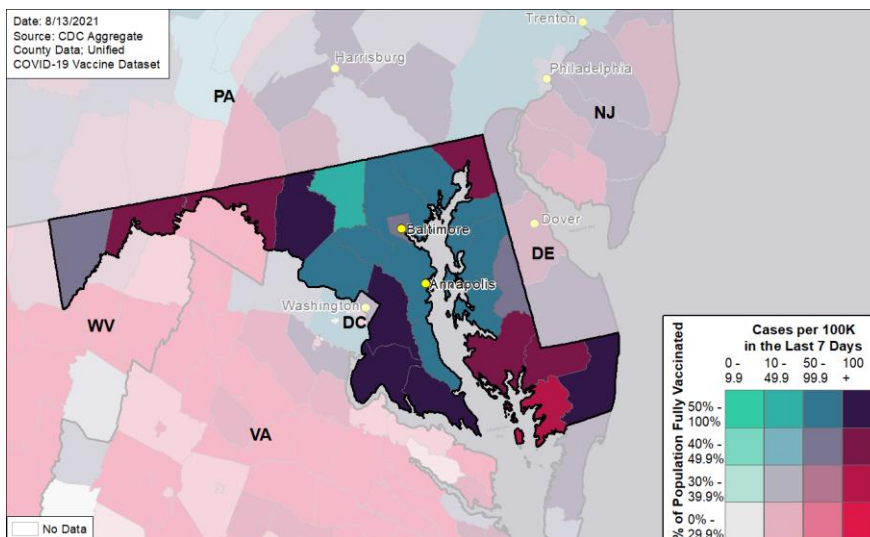 Date: 8/13/2021
Source: CDC Aggregate
County Data; Unified
COVID-19 Vaccine Dataset
Trenton
Harrisburg
Philadelphia
PA
NJ
Baltimore
Dover
DE
Annapolis
Washington
DC
WV
VA
No Data
Cases per 100K
in the Last 7 Days
0 -
9.9
10 -
49.9
50 -
99.9
100
+
% of Population Fully Vaccinated
50% -
100%
40% -
49.9%
30% -
39.9%
0% -
29.9%